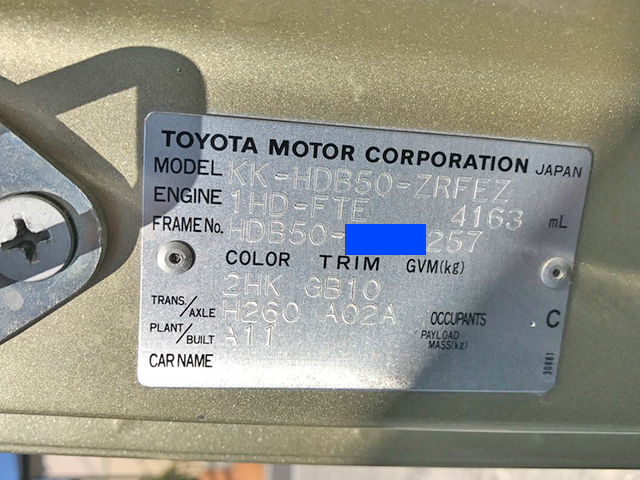 TOYOTA MOTOR CORPORATION JAPAN
MODEL KK-HDB50-ZRFEZ
ENGINE 1HD-FTE 4163 mL
FRAME No. HDB50- 257
COLOR TRIM GVM(kg)
2HK GB10
TRANS./AXLE H260 A02A OCCUPANTS C
PLANT/BUILT A11 PAYLOAD MASS(kg)
CAR NAME
30881